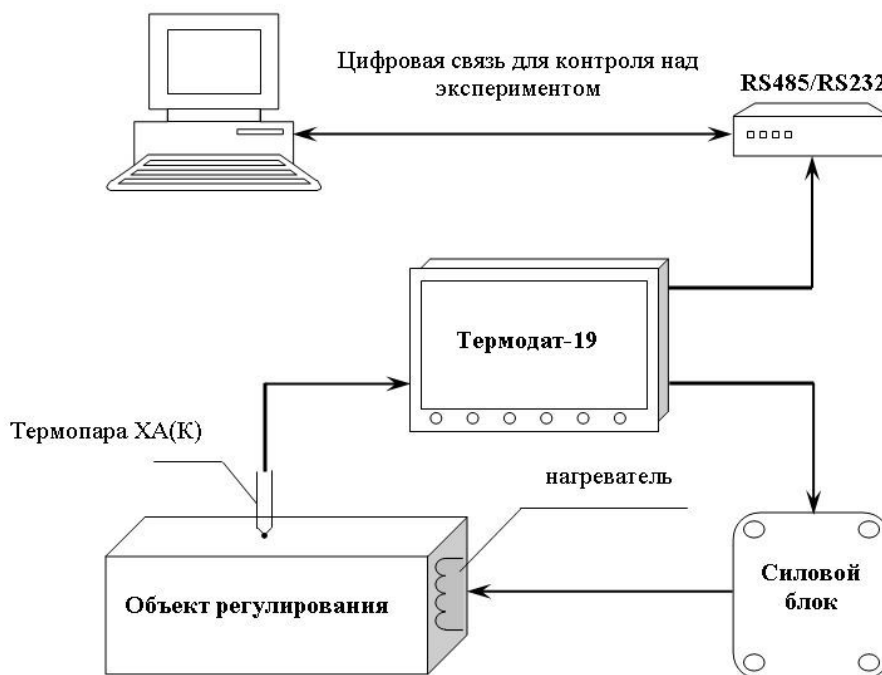 Цифровая связь для контроля над
экспериментом
RS485/RS232
Термодат-19
Термопара ХА(К)
нагреватель
Объект регулирования
Силовой
блок